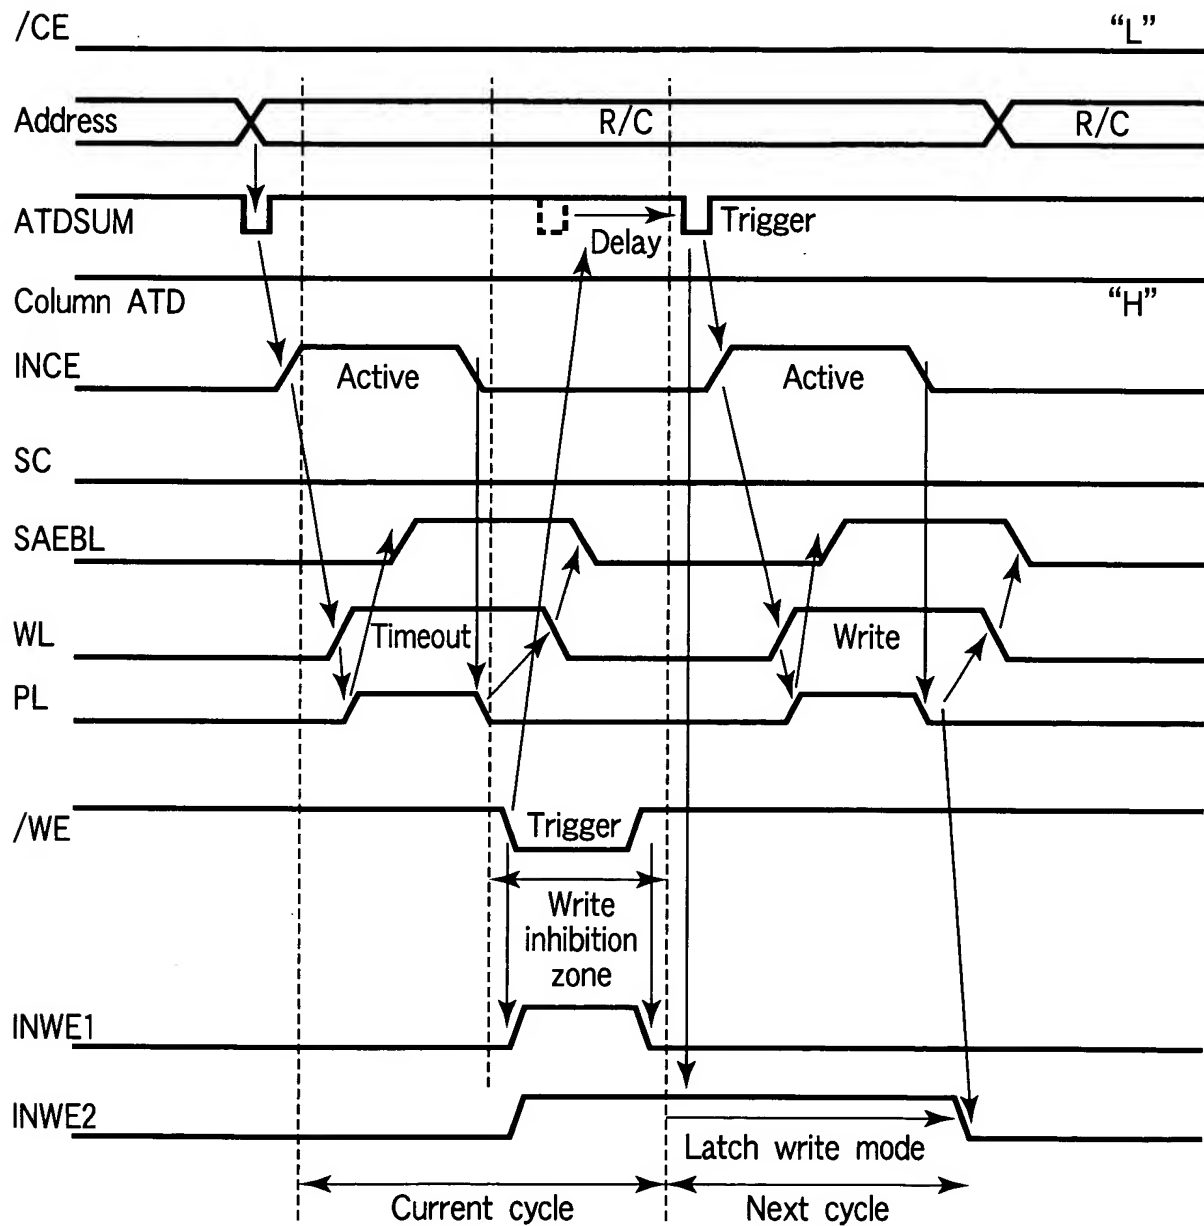 /CE
“L”
Address
R/C
R/C
ATDSUM
Delay
Trigger
Column ATD
“H”
INCE
Active
Active
SC
SAEBL
WL
Timeout
Write
PL
/WE
Trigger
Write
inhibition
zone
INWE1
INWE2
Latch write mode
Current cycle
Next cycle